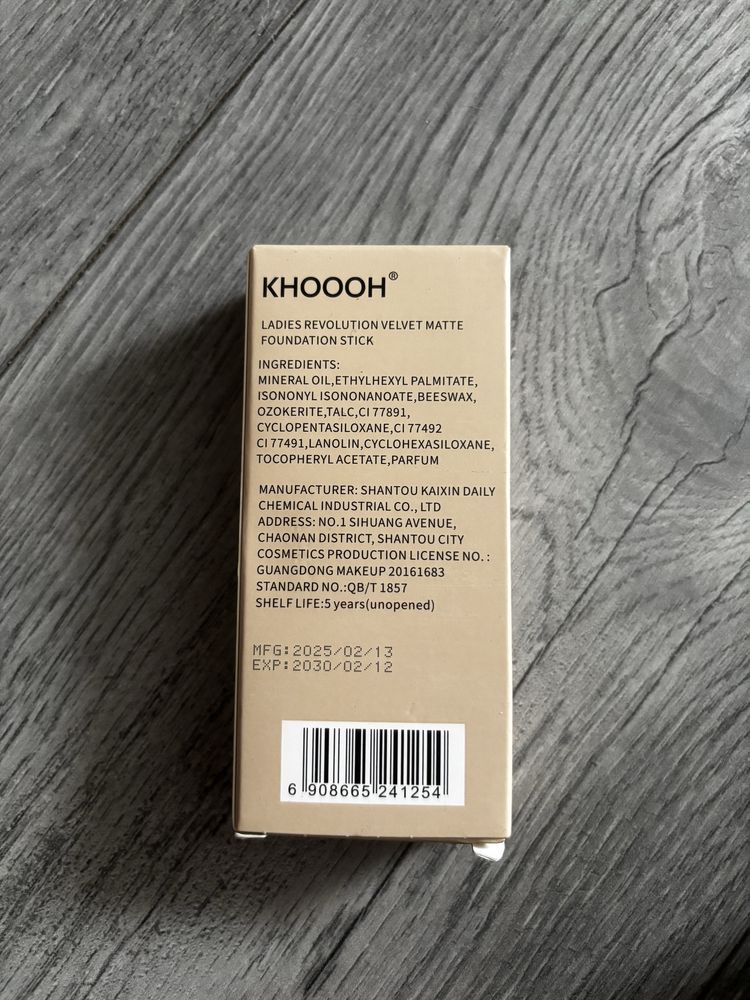 KHOOOH®
LADIES REVOLUTION VELVET MATTE
FOUNDATION STICK
INGREDIENTS:
MINERAL OIL,ETHYLHEXYL PALMITATE,
ISONONYL ISONONANOATE,BEESWAX,
OZOKERITE,TALC,CI 77891,
CYCLOPENTASILOXANE,CI 77492
CI 77491,LANOLIN,CYCLOHEXASILOXANE,
TOCOPHERYL ACETATE,PARFUM
MANUFACTURER: SHANTOU KAIXIN DAILY
CHEMICAL INDUSTRIAL CO., LTD
ADDRESS: NO.1 SIHUANG AVENUE,
CHAONAN DISTRICT, SHANTOU CITY
COSMETICS PRODUCTION LICENSE NO. :
GUANGDONG MAKEUP 20161683
STANDARD NO.:QB/T 1857
SHELF LIFE:5 years(unopened)
MFG:2025/02/13
EXP:2030/02/12
6 908665 241254